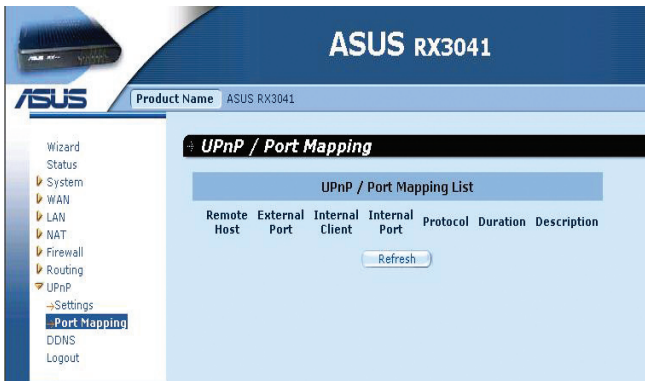 ASUS RX3041
ASUS
Product Name ASUS RX3041
Wizard
Status
System
WAN
LAN
NAT
Firewall
Routing
UPnP
Settings
Port Mapping
DDNS
Logout
UPnP / Port Mapping
UPnP / Port Mapping List
Remote Host External Port Internal Client Internal Port Protocol Duration Description
Refresh